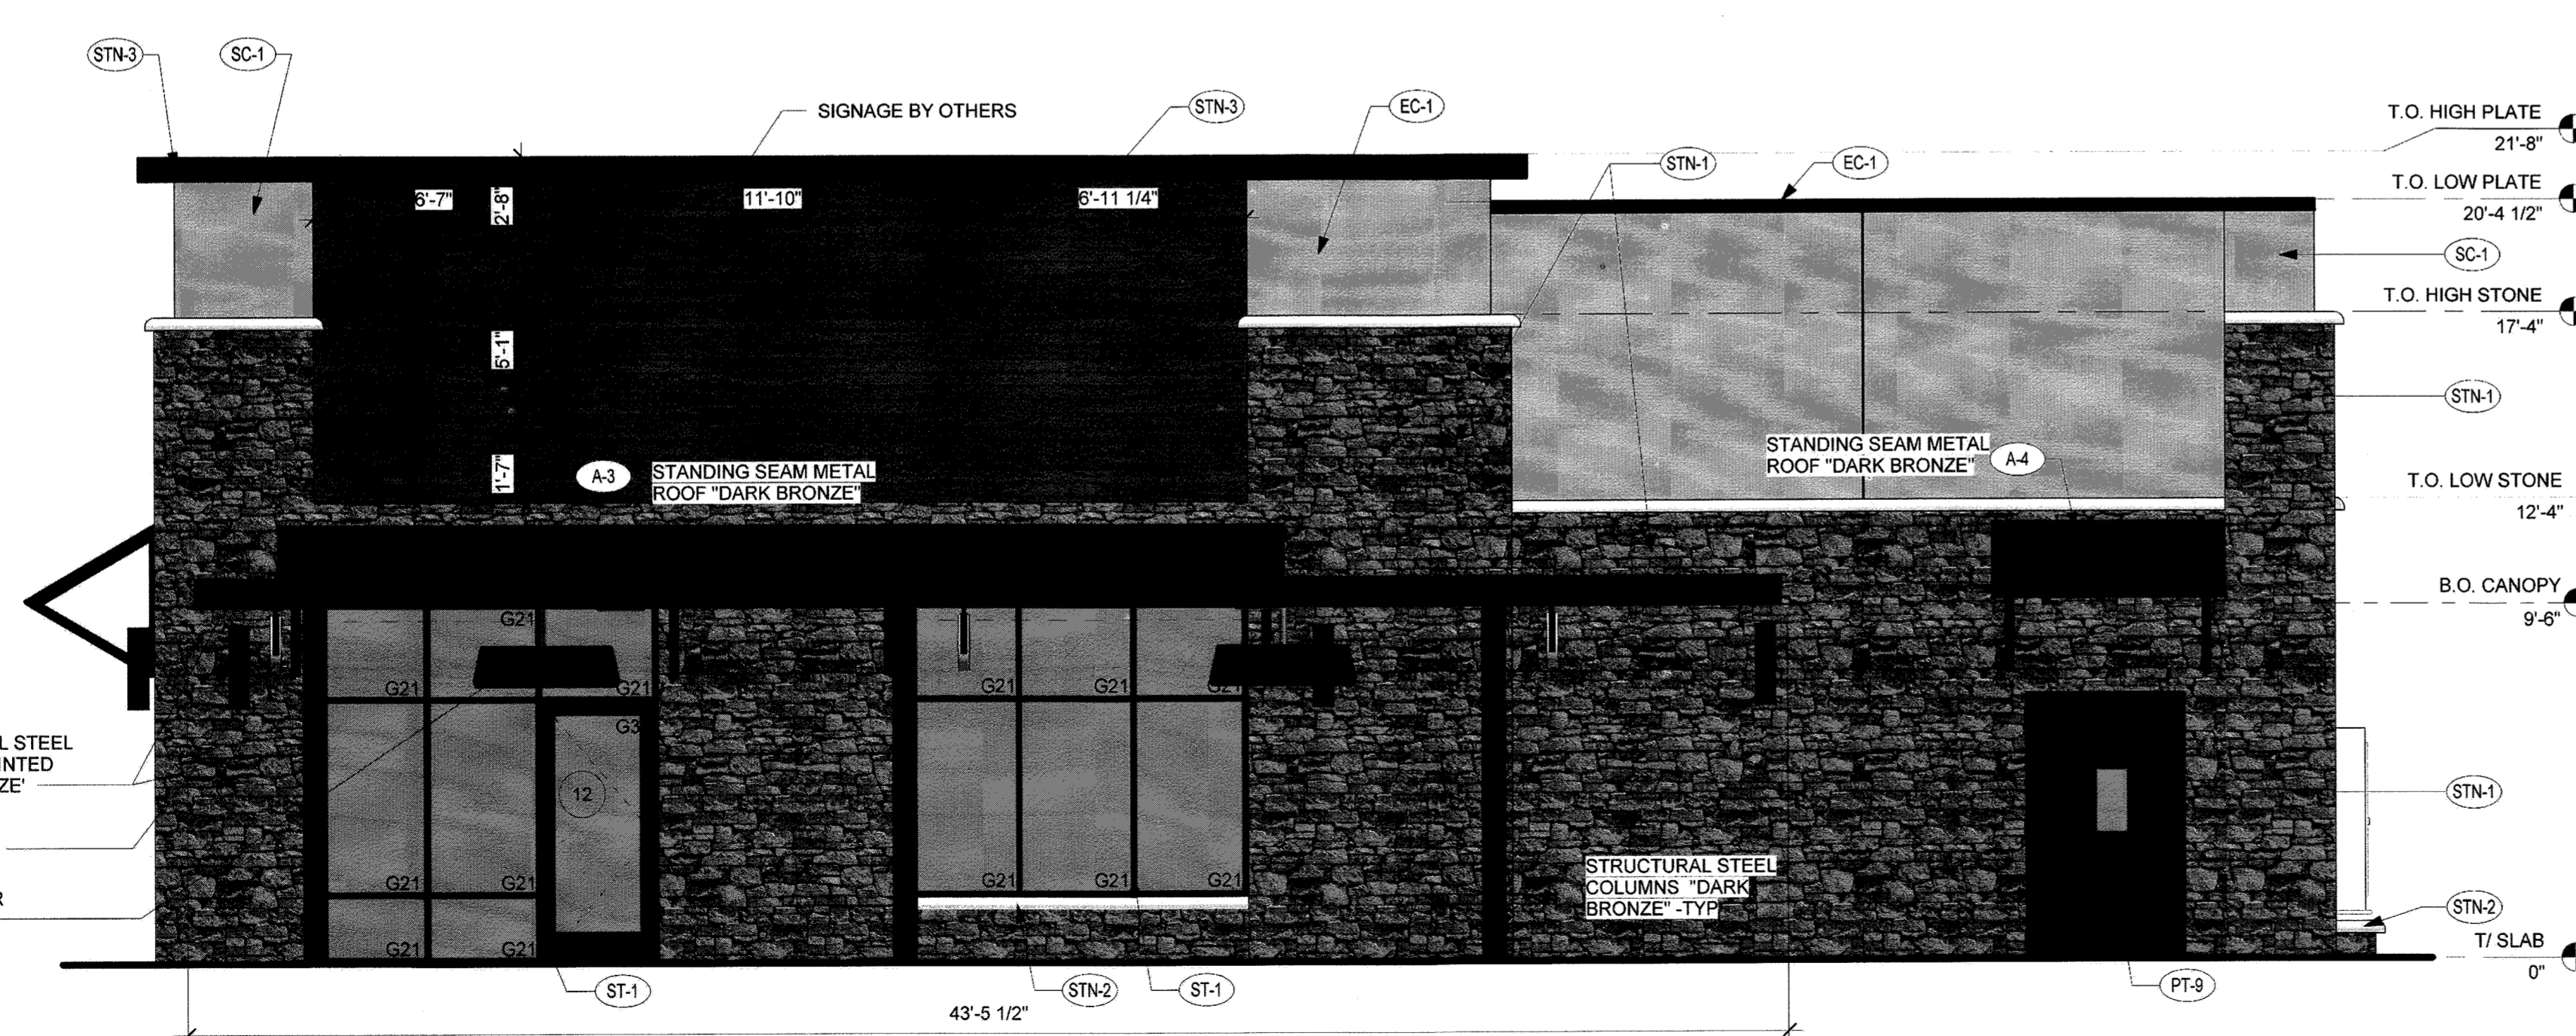 STN-3
SC-1
SIGNAGE BY OTHERS
STN-3
EC-1
T.O. HIGH PLATE
21'-8"
STN-1
EC-1
T.O. LOW PLATE
20'-4 1/2"
6'-7"
2'-8"
11'-10"
6'-11 1/4"
SC-1
T.O. HIGH STONE
17'-4"
5'-1"
STN-1
1'-7"
A-3
STANDING SEAM METAL
ROOF "DARK BRONZE"
STANDING SEAM METAL
ROOF "DARK BRONZE"
A-4
T.O. LOW STONE
12'-4"
B.O. CANOPY
9'-6"
G21
G21
G21
G21
G21
G21
G3
L STEEL
INTED
ZE'
12
STN-1
G21
G21
G21
G21
G21
STRUCTURAL STEEL
COLUMNS "DARK
BRONZE" -TYP
R
G21
G21
STN-2
T/ SLAB
0"
ST-1
STN-2
ST-1
PT-9
43'-5 1/2"